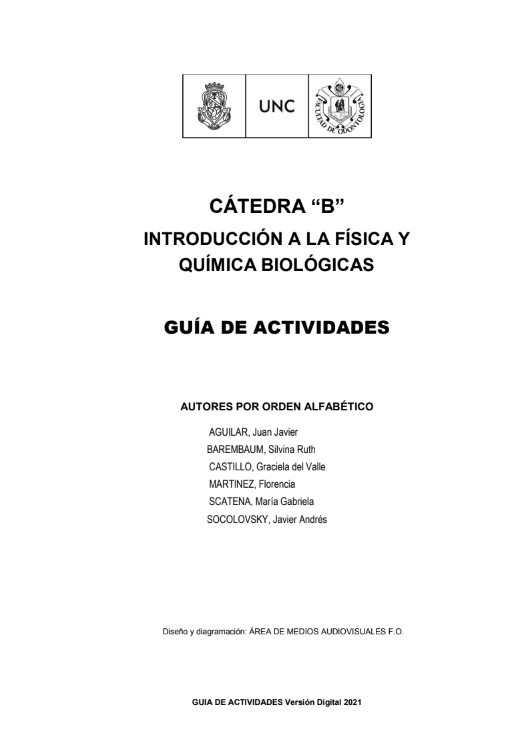 UNC
FACULTAD DE ODONTOLOGÍA
CÁTEDRA “B”
INTRODUCCIÓN A LA FÍSICA Y
QUÍMICA BIOLÓGICAS
GUÍA DE ACTIVIDADES
AUTORES POR ORDEN ALFABÉTICO
AGUILAR, Juan Javier
BAREMBAUM, Silvina Ruth
CASTILLO, Graciela del Valle
MARTINEZ, Florencia
SCATENA, María Gabriela
SOCOLOVSKY, Javier Andrés
Diseño y diagramación: ÁREA DE MEDIOS AUDIOVISUALES F.O.
GUIA DE ACTIVIDADES Versión Digital 2021